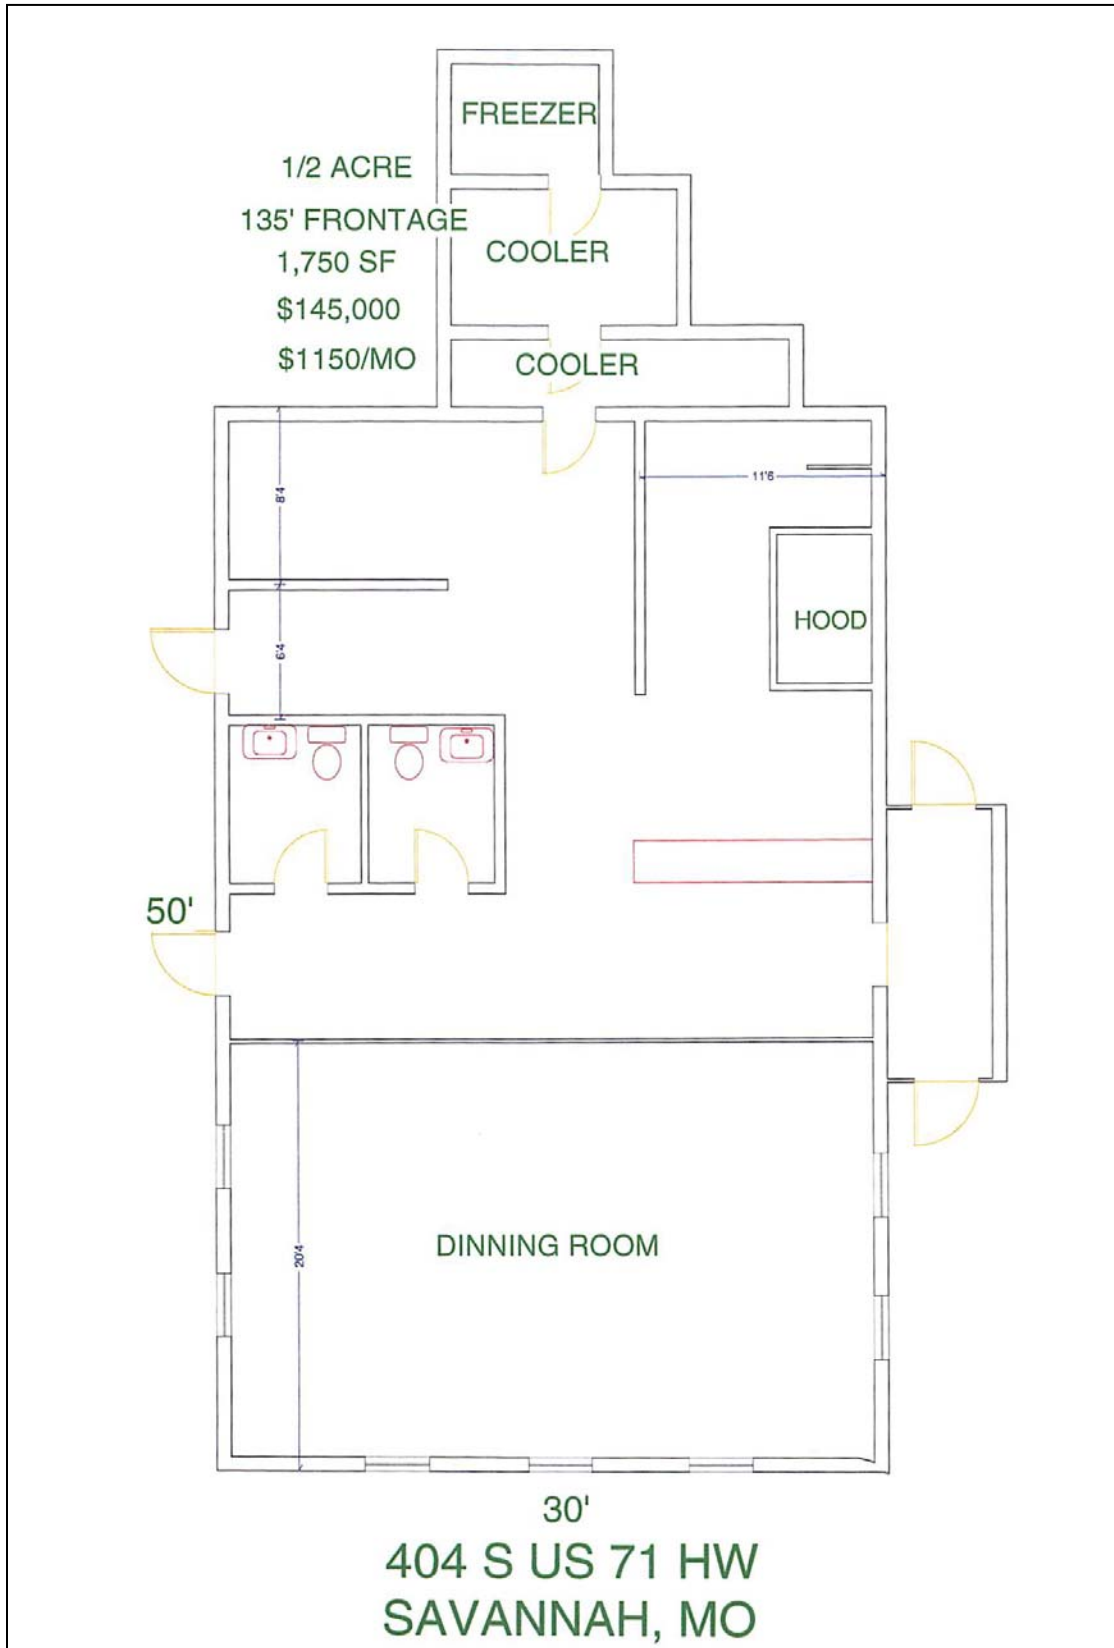 FREEZER
1/2 ACRE
135' FRONTAGE
COOLER
1,750 SF
$145,000
$1150/MO
COOLER
11'6
8'4
HOOD
6'4
50'
DINNING ROOM
20'4
30'
404 S US 71 HW
SAVANNAH, MO